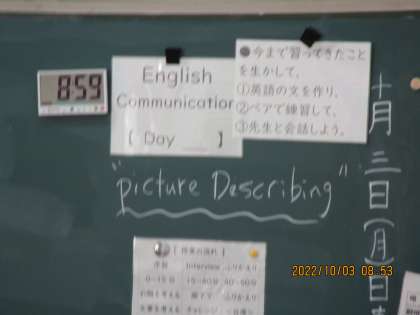 8:59
English
Communication
[ Day ___ ]
●今まで習ってきたこと
を生かして、
①英語の文を作り、
②ペアで練習して、
③先生と会話しよう。
"picture Describing"
十月三日(月)日
2022/10/03 08:53